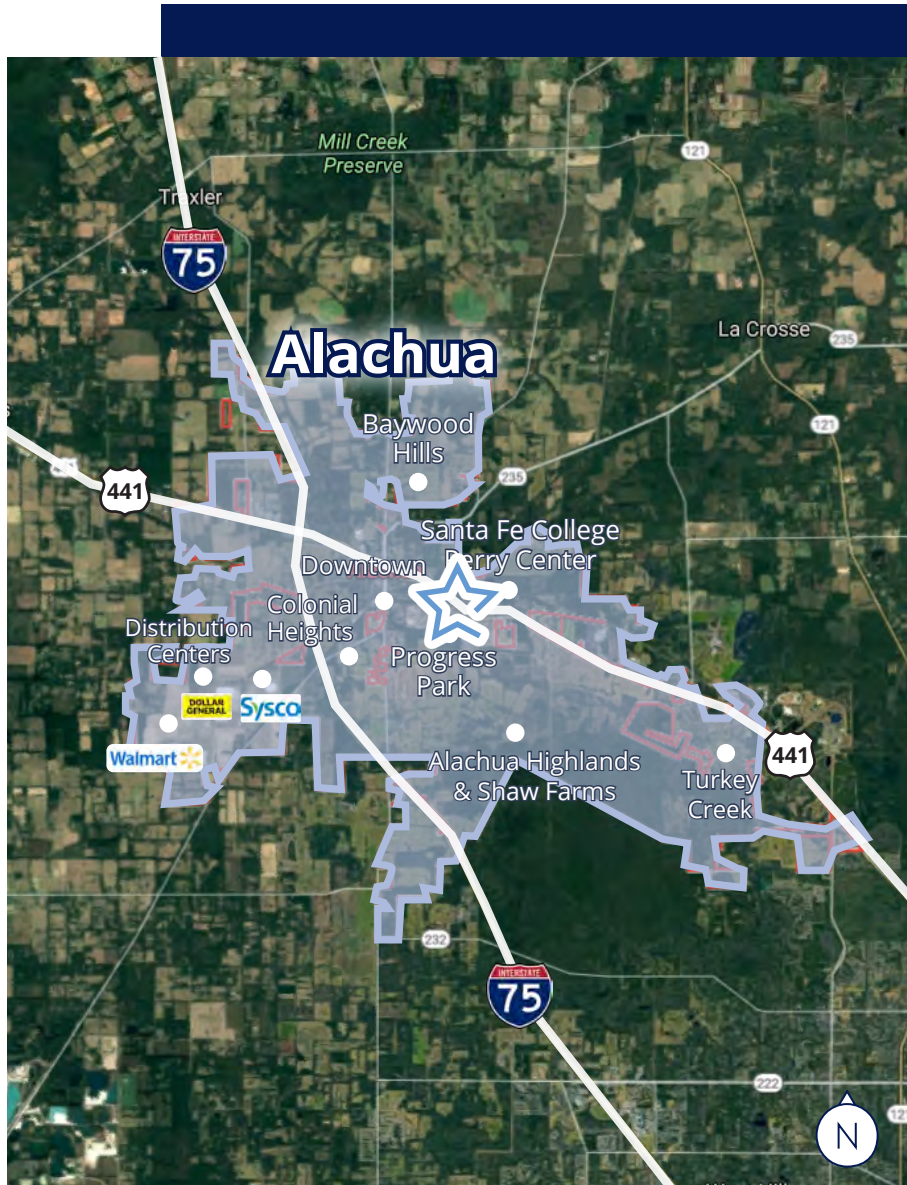 Mill Creek
Preserve
121
Traxler
INTERSTATE
75
La Crosse
235
Alachua
121
Baywood
Hills
235
441
Santa Fe College
Perry Center
Downtown
Colonial
Heights
Distribution
Centers
Progress
Park
DOLLAR
GENERAL
Sysco
Walmart
441
Alachua Highlands
& Shaw Farms
Turkey
Creek
232
INTERSTATE
75
222
N